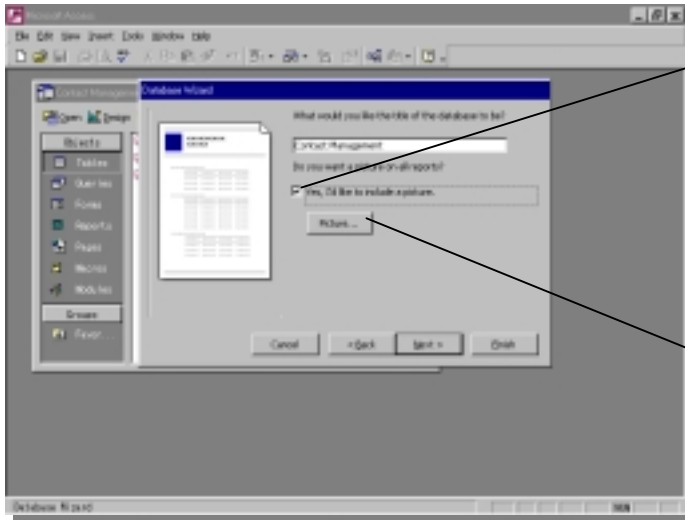 Microsoft Access
File Edit View Insert Tools Window Help
Contact Management
Database Wizard
Open Design
Objects
Tables
Queries
Forms
Reports
Pages
Macros
Modules
Groups
Favor...
What would you like the title of the database to be?
Contact Management
Do you want a picture on all reports?
Yes, I'd like to include a picture.
Picture...
Cancel
< Back
Next >
Finish
Database Wizard
NUM